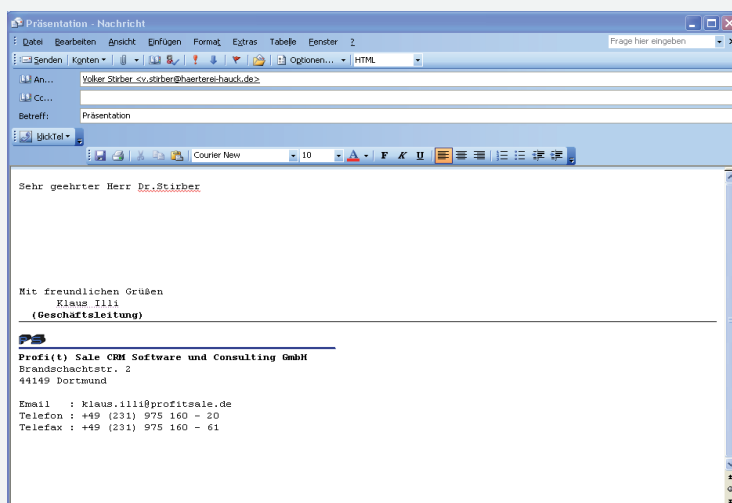 Präsentation - Nachricht
Datei Bearbeiten Ansicht Einfügen Format Extras Tabelle Fenster ?
Frage hier eingeben
Senden Konten Optionen... HTML
An... Volker Stirber <v.stirber@haerterei-hauck.de>
Cc...
Betreff: Präsentation
klickTel
Courier New 10 A F K U
Sehr geehrter Herr Dr.Stirber
Mit freundlichen Grüßen
Klaus Illi
(Geschäftsleitung)
PS
Profi(t) Sale CRM Software und Consulting GmbH
Brandschachtstr. 2
44149 Dortmund
Email : klaus.illi@profitsale.de
Telefon : +49 (231) 975 160 - 20
Telefax : +49 (231) 975 160 - 61